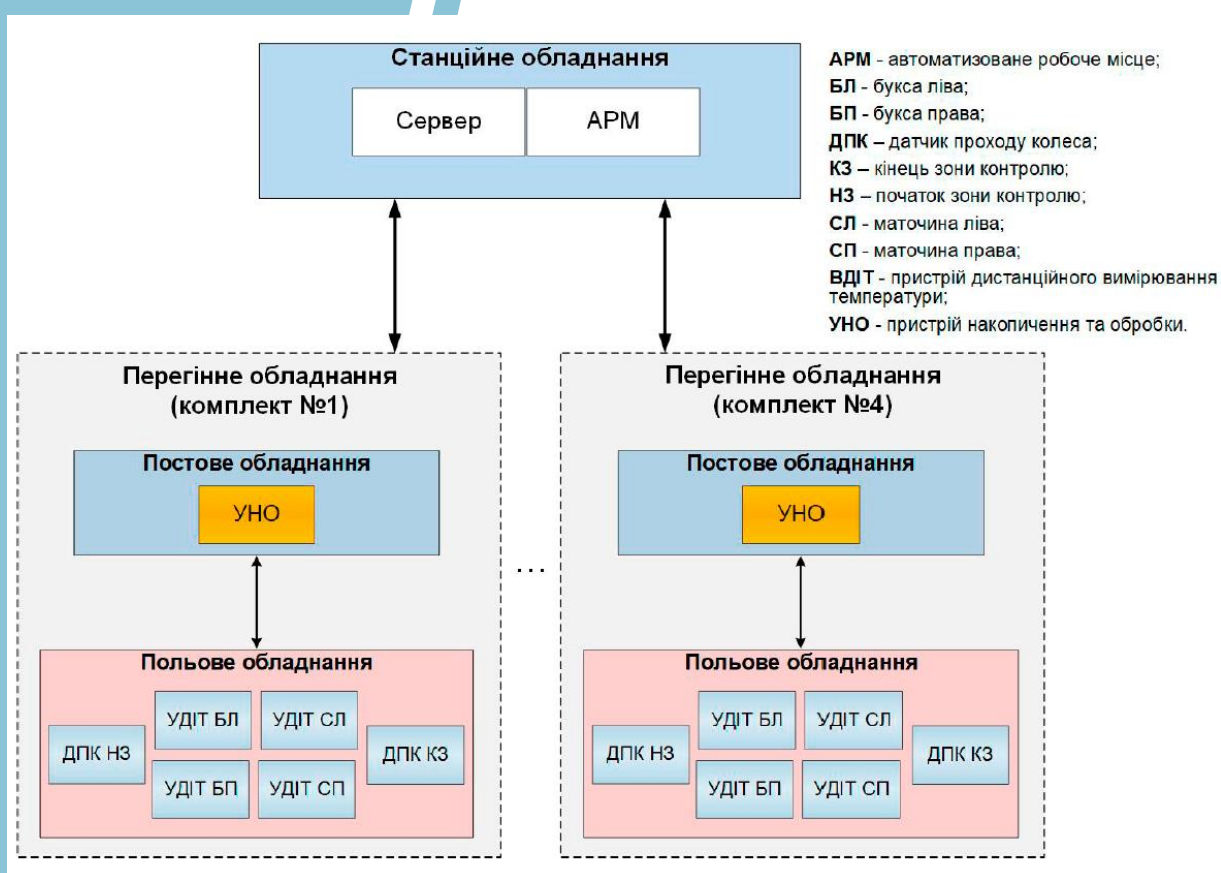 Станційне обладнання
Сервер
АРМ
АРМ - автоматизоване робоче місце;
БЛ - букса ліва;
БП - букса права;
ДПК – датчик проходу колеса;
КЗ – кінець зони контролю;
НЗ – початок зони контролю;
СЛ - маточина ліва;
СП - маточина права;
ВДІТ - пристрій дистанційного вимірювання
температури;
УНО - пристрій накопичення та обробки.
Перегінне обладнання
(комплект №1)
Постове обладнання
УНО
Польове обладнання
ДПК НЗ
УДІТ БЛ
УДІТ СЛ
УДІТ БП
УДІТ СП
ДПК КЗ
...
Перегінне обладнання
(комплект №4)
Постове обладнання
УНО
Польове обладнання
ДПК НЗ
УДІТ БЛ
УДІТ СЛ
УДІТ БП
УДІТ СП
ДПК КЗ